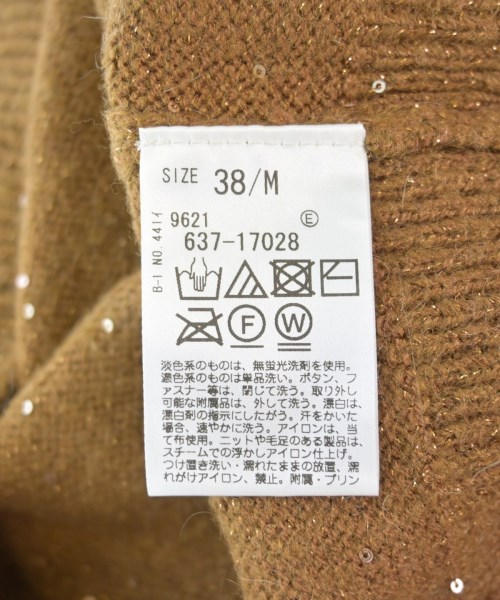 SIZE 38/M
B-I NO.441イ
9621 Ⓔ
637-17028
F W
淡色系のものは、無蛍光洗剤を使用。
濃色系のものは単品洗い。ボタン、フ
ァスナー等は、閉じて洗う。取り外し
可能な附属品は、外して洗う。漂白は、
漂白剤の指示にしたがう。汗をかいた
場合、速やかに洗う。アイロンは、当
て布使用。ニットや毛足のある製品は、
スチームでの浮かしアイロン仕上げ。
つけ置き洗い・濡れたままの放置、濡
れがけアイロン、禁止。附属・プリン